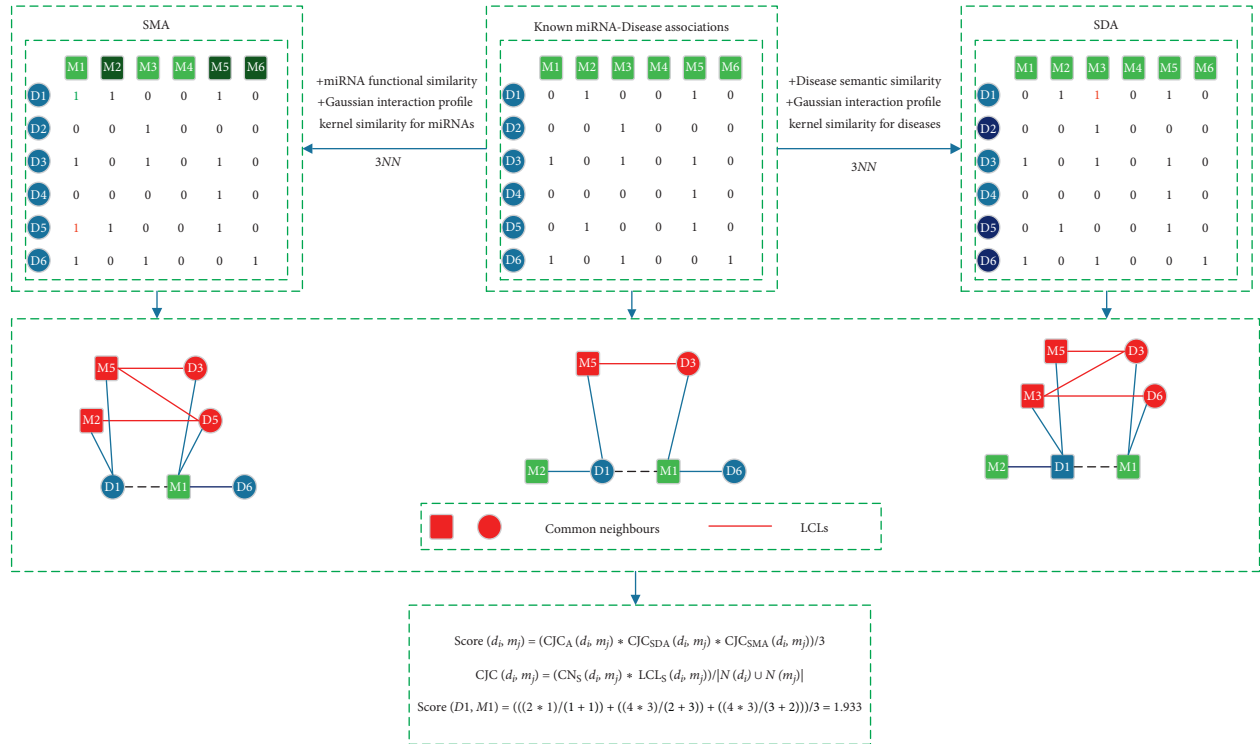 SMA
M1 M2 M3 M4 M5 M6
D1 1 1 0 0 1 0
D2 0 0 1 0 0 0
D3 1 0 1 0 1 0
D4 0 0 0 0 1 0
D5 1 1 0 0 1 0
D6 1 0 1 0 0 1
+miRNA functional similarity
+Gaussian interaction profile
kernel similarity for miRNAs
3NN
Known miRNA-Disease associations
M1 M2 M3 M4 M5 M6
D1 0 1 0 0 1 0
D2 0 0 1 0 0 0
D3 1 0 1 0 1 0
D4 0 0 0 0 1 0
D5 0 1 0 0 1 0
D6 1 0 1 0 0 1
+Disease semantic similarity
+Gaussian interaction profile
kernel similarity for diseases
3NN
SDA
M1 M2 M3 M4 M5 M6
D1 0 1 1 0 1 0
D2 0 0 1 0 0 0
D3 1 0 1 0 1 0
D4 0 0 0 0 1 0
D5 0 1 0 0 1 0
D6 1 0 1 0 0 1
M5 D3
M2 D5
D1 M1 D6
M5 D3
M2 D1 M1 D6
M5 D3
M3 D6
M2 D1 M1
Common neighbours LCLs
Score (dᵢ, mⱼ) = (CJC_A (dᵢ, mⱼ) * CJC_SDA (dᵢ, mⱼ) * CJC_SMA (dᵢ, mⱼ))/3
CJC (dᵢ, mⱼ) = (CN_S (dᵢ, mⱼ) * LCL_S (dᵢ, mⱼ))/|N (dᵢ) ∪ N (mⱼ)|
Score (D1, M1) = (((2 * 1)/(1 + 1)) + ((4 * 3)/(2 + 3)) + ((4 * 3)/(3 + 2)))/3 = 1.933